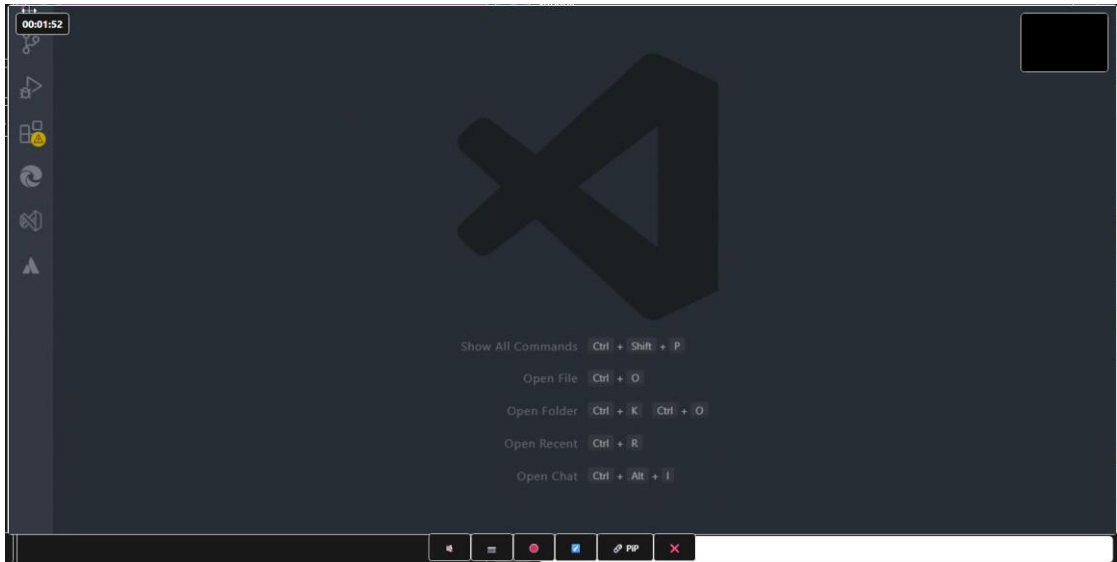 00:01:52
Show All Commands Ctrl + Shift + P
Open File Ctrl + O
Open Folder Ctrl + K Ctrl + O
Open Recent Ctrl + R
Open Chat Ctrl + Alt + I
PiP